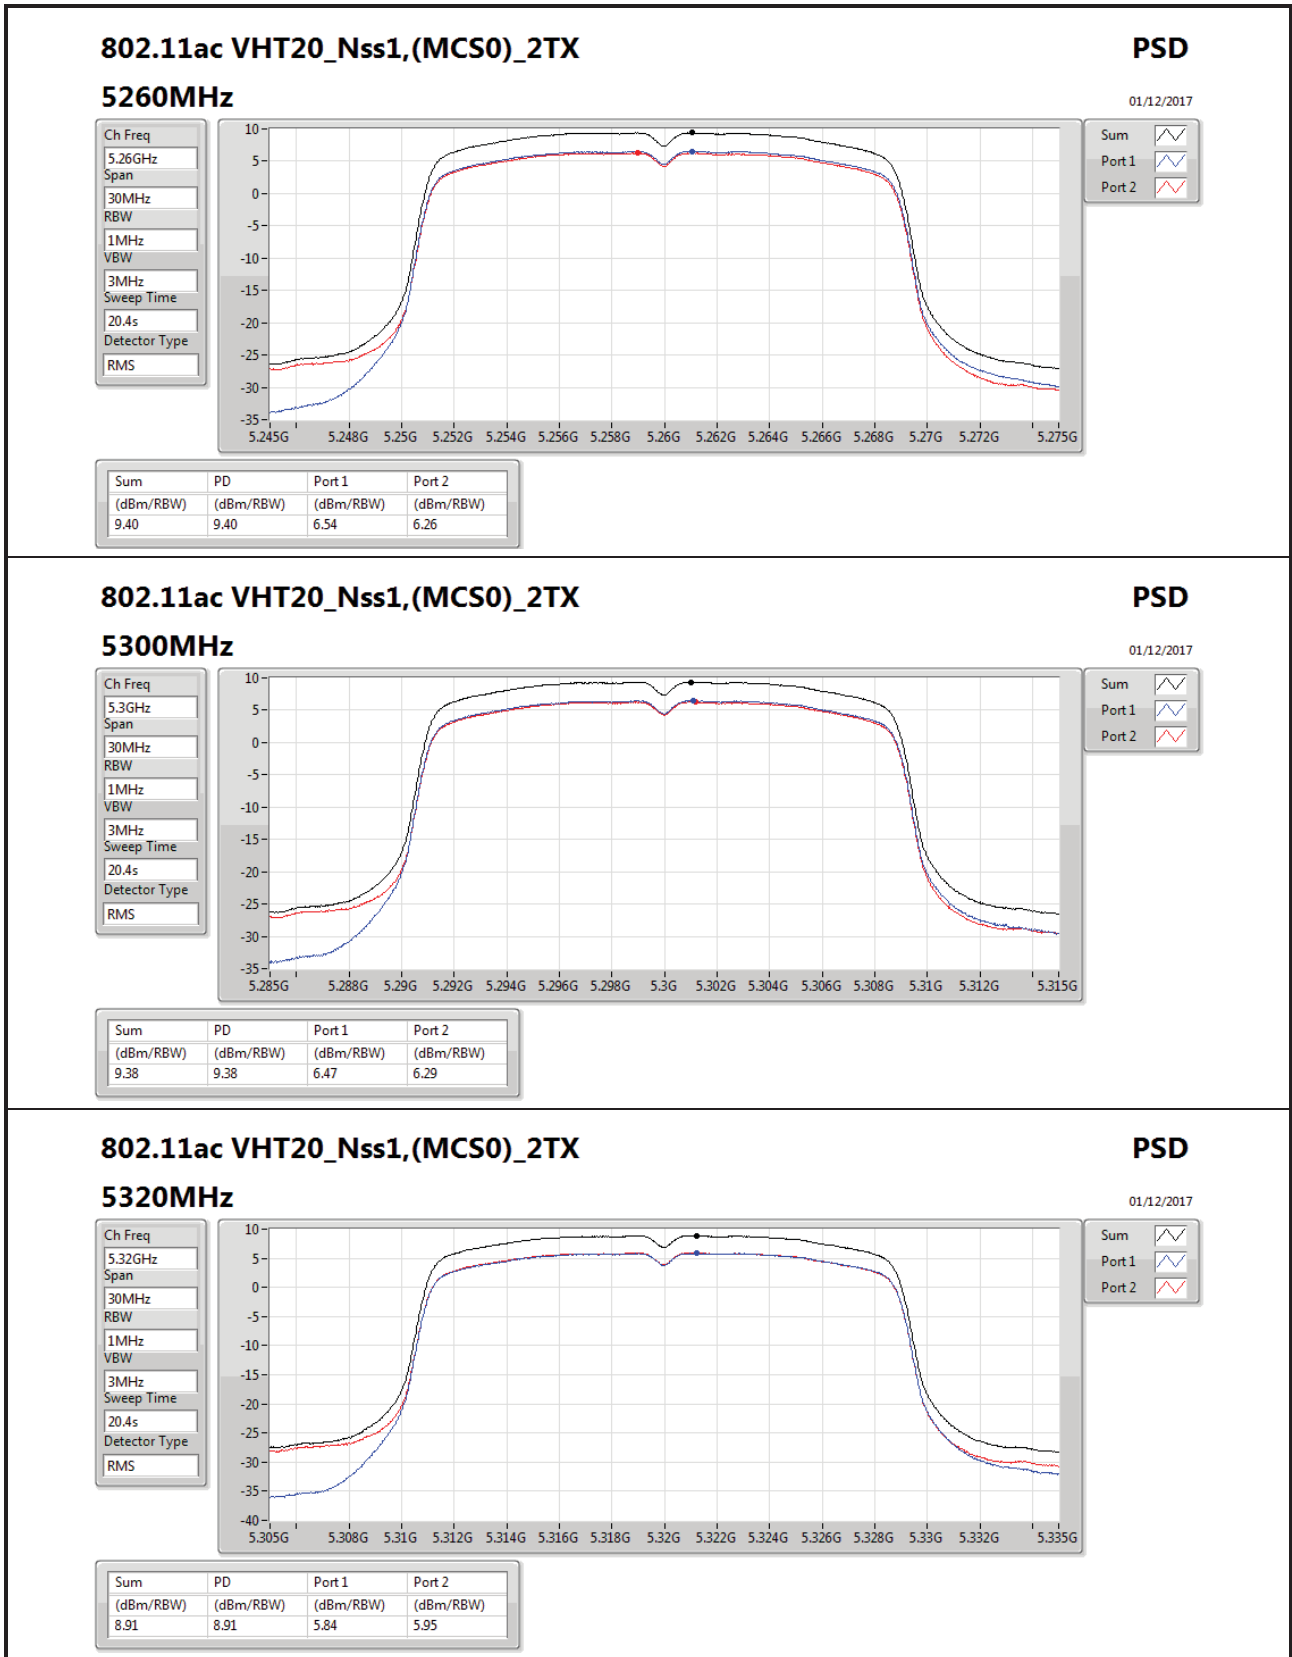 802.11ac VHT20_Nss1,(MCS0)_2TX PSD
5260MHz 01/12/2017
Ch Freq
5.26GHz
Span
30MHz
RBW
1MHz
VBW
3MHz
Sweep Time
20.4s
Detector Type
RMS
10
5
0
-5
-10
-15
-20
-25
-30
-35
5.245G 5.248G 5.25G 5.252G 5.254G 5.256G 5.258G 5.26G 5.262G 5.264G 5.266G 5.268G 5.27G 5.272G 5.275G
Sum
Port 1
Port 2
Sum PD Port 1 Port 2
(dBm/RBW) (dBm/RBW) (dBm/RBW) (dBm/RBW)
9.40 9.40 6.54 6.26
802.11ac VHT20_Nss1,(MCS0)_2TX PSD
5300MHz 01/12/2017
Ch Freq
5.3GHz
Span
30MHz
RBW
1MHz
VBW
3MHz
Sweep Time
20.4s
Detector Type
RMS
10
5
0
-5
-10
-15
-20
-25
-30
-35
5.285G 5.288G 5.29G 5.292G 5.294G 5.296G 5.298G 5.3G 5.302G 5.304G 5.306G 5.308G 5.31G 5.312G 5.315G
Sum
Port 1
Port 2
Sum PD Port 1 Port 2
(dBm/RBW) (dBm/RBW) (dBm/RBW) (dBm/RBW)
9.38 9.38 6.47 6.29
802.11ac VHT20_Nss1,(MCS0)_2TX PSD
5320MHz 01/12/2017
Ch Freq
5.32GHz
Span
30MHz
RBW
1MHz
VBW
3MHz
Sweep Time
20.4s
Detector Type
RMS
10
5
0
-5
-10
-15
-20
-25
-30
-35
-40
5.305G 5.308G 5.31G 5.312G 5.314G 5.316G 5.318G 5.32G 5.322G 5.324G 5.326G 5.328G 5.33G 5.332G 5.335G
Sum
Port 1
Port 2
Sum PD Port 1 Port 2
(dBm/RBW) (dBm/RBW) (dBm/RBW) (dBm/RBW)
8.91 8.91 5.84 5.95